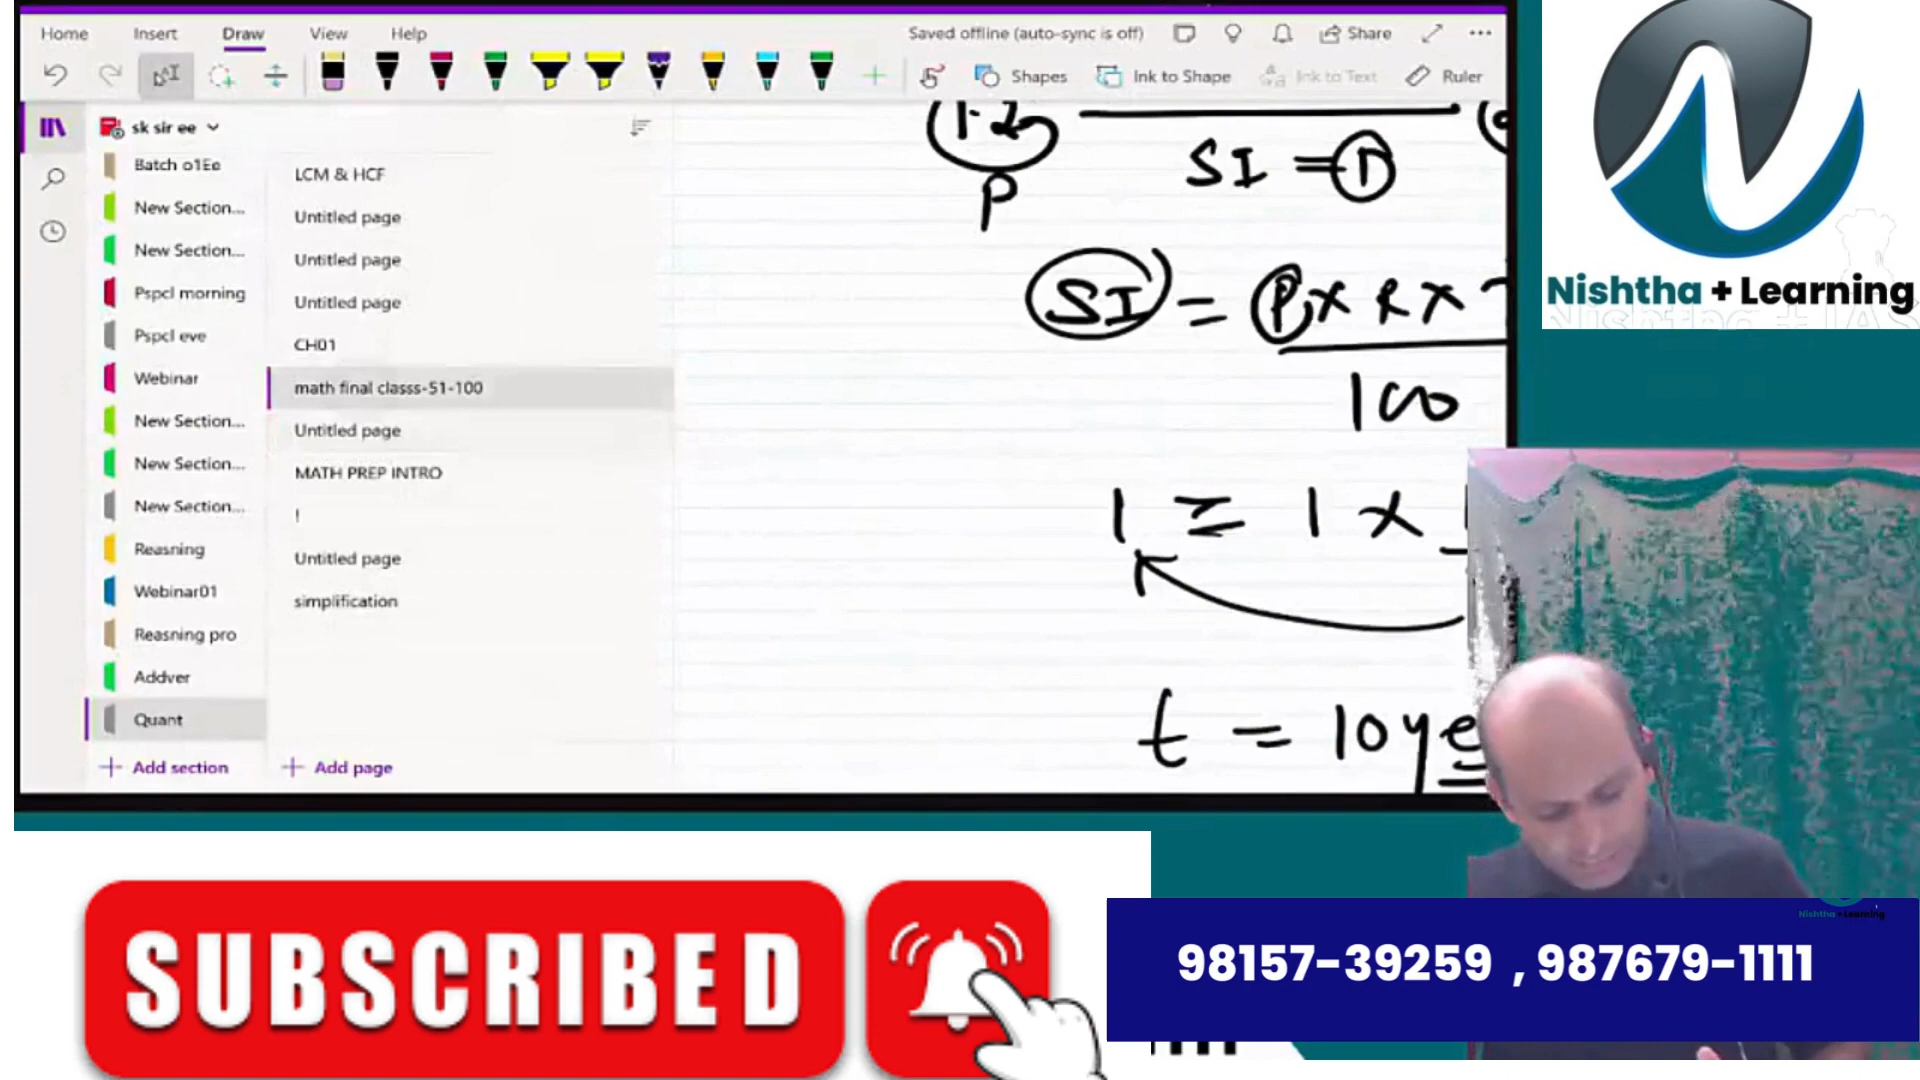 Home Insert Draw View Help Saved offline (auto-sync is off) Share
Shapes Ink to Shape Ink to Text Ruler
sk sir ee
Batch o1Ee
New Section...
New Section...
Pspcl morning
Pspcl eve
Webinar
New Section...
New Section...
New Section...
Reasning
Webinar01
Reasning pro
Addver
Quant
+ Add section
LCM & HCF
Untitled page
Untitled page
Untitled page
CH01
math final classs-51-100
Untitled page
MATH PREP INTRO
!
Untitled page
simplification
+ Add page
P
SI =
SI = P x R x
100
1 = 1 x
t = 10 ye
Nishtha + Learning
SUBSCRIBED
Nishtha + Learning
98157-39259 , 987679-1111